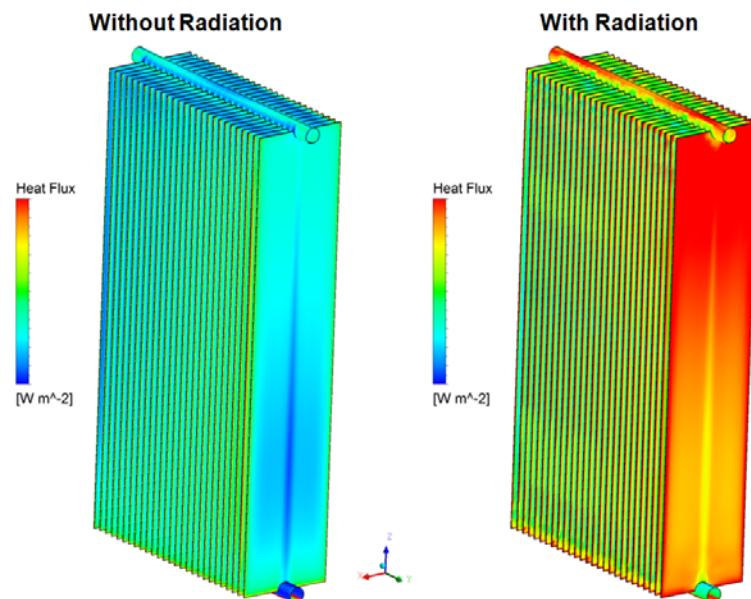 Without Radiation
With Radiation
Heat Flux
[W m^-2]
Heat Flux
[W m^-2]
Z
X
Y